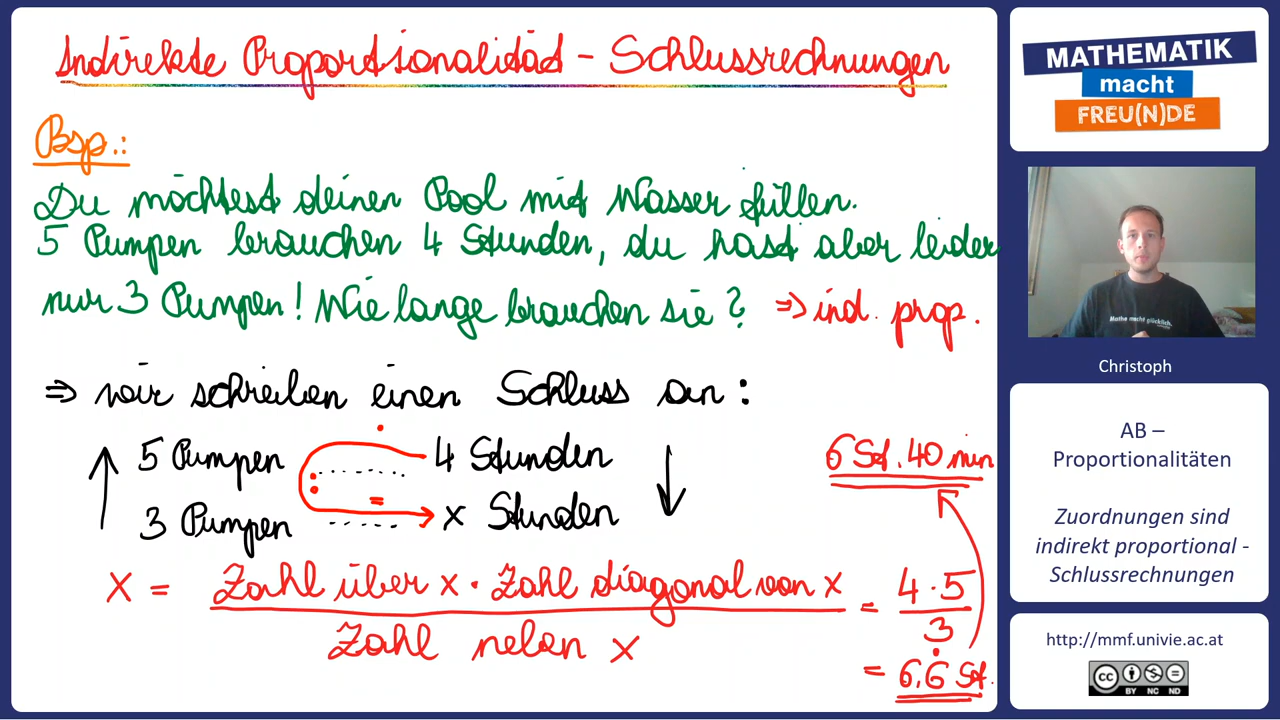 Indirekte Proportionalität - Schlussrechnungen
Bsp.:
Du möchtest deinen Pool mit Wasser füllen.
5 Pumpen brauchen 4 Stunden, du hast aber leider
nur 3 Pumpen! Wie lange brauchen sie? ⇒ ind. prop.
⇒ wir schreiben einen Schluss an:
↑ 5 Pumpen · 4 Stunden ↓
: =
3 Pumpen x Stunden
6 St. 40 min
X = Zahl über x · Zahl diagonal von x / Zahl neben x = 4 · 5 / 3
= 6,6̇ St.
MATHEMATIK
macht
FREU(N)DE
Mathe macht glücklich.
Christoph
AB –
Proportionalitäten
Zuordnungen sind
indirekt proportional -
Schlussrechnungen
http://mmf.univie.ac.at
cc
BY NC ND